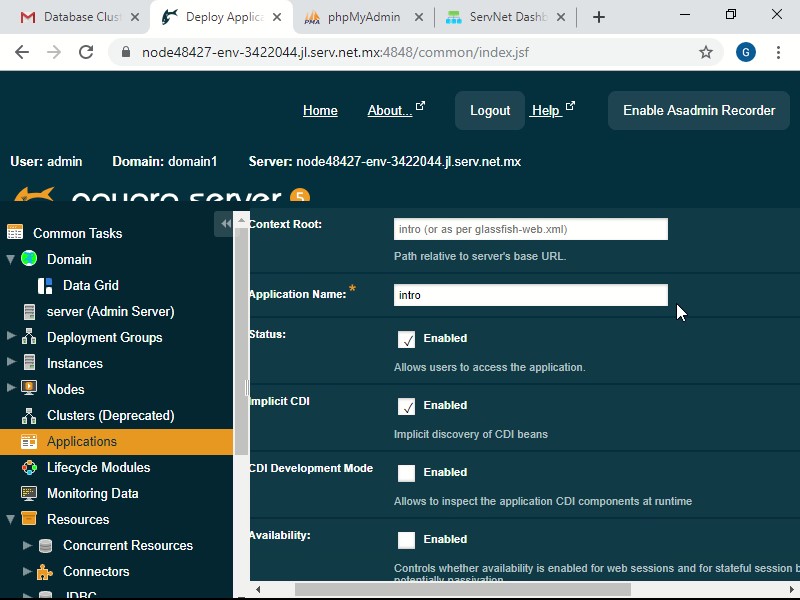 Database Clust
Deploy Applica
phpMyAdmin
ServNet Dashb
node48427-env-3422044.jl.serv.net.mx:4848/common/index.jsf
G
Home
About...
Logout
Help
Enable Asadmin Recorder
User: admin
Domain: domain1
Server: node48427-env-3422044.jl.serv.net.mx
payara server 5
Common Tasks
Domain
Data Grid
server (Admin Server)
Deployment Groups
Instances
Nodes
Clusters (Deprecated)
Applications
Lifecycle Modules
Monitoring Data
Resources
Concurrent Resources
Connectors
JDBC
Context Root:
intro (or as per glassfish-web.xml)
Path relative to server's base URL.
Application Name: *
intro
Status:
Enabled
Allows users to access the application.
Implicit CDI
Enabled
Implicit discovery of CDI beans
CDI Development Mode
Enabled
Allows to inspect the application CDI components at runtime
Availability:
Enabled
Controls whether availability is enabled for web sessions and for stateful session b
potentially passivation